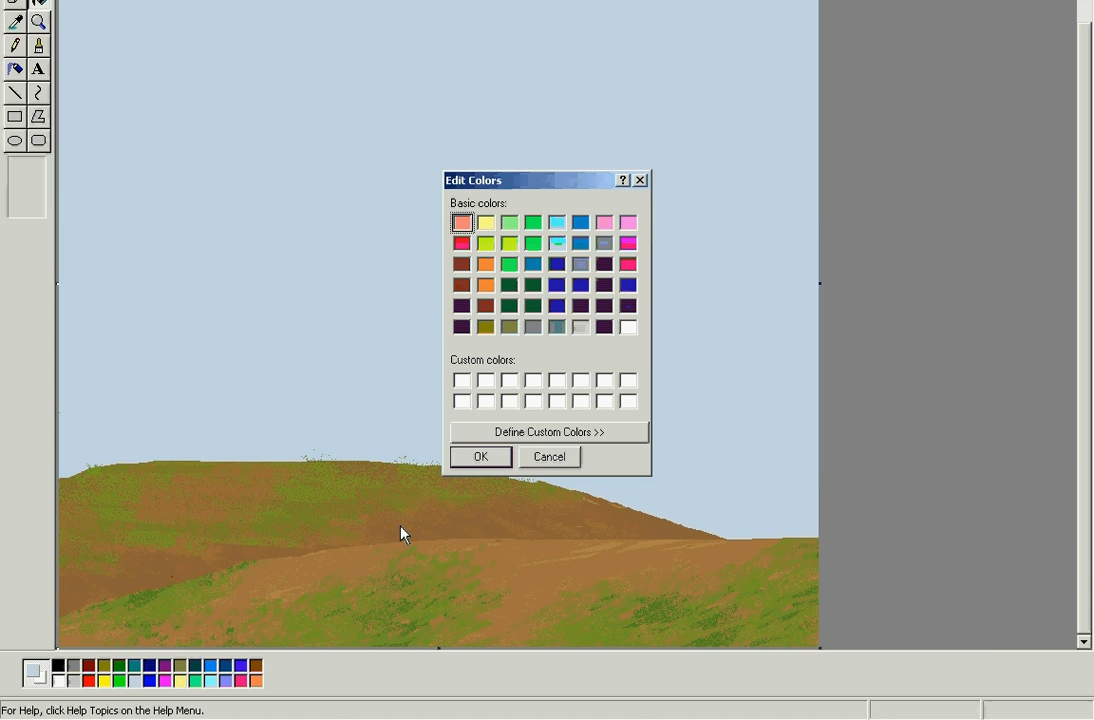 A
Edit Colors
?
Basic colors:
Custom colors:
Define Custom Colors >>
OK
Cancel
For Help, click Help Topics on the Help Menu.